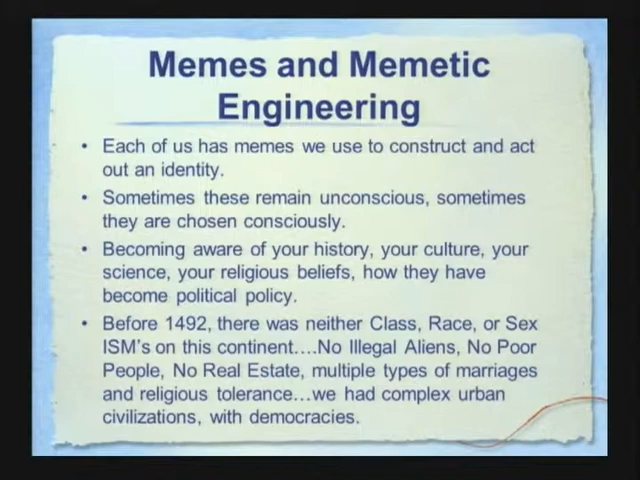 Memes and Memetic
Engineering
• Each of us has memes we use to construct and act
out an identity.
• Sometimes these remain unconscious, sometimes
they are chosen consciously.
• Becoming aware of your history, your culture, your
science, your religious beliefs, how they have
become political policy.
• Before 1492, there was neither Class, Race, or Sex
ISM's on this continent....No Illegal Aliens, No Poor
People, No Real Estate, multiple types of marriages
and religious tolerance...we had complex urban
civilizations, with democracies.